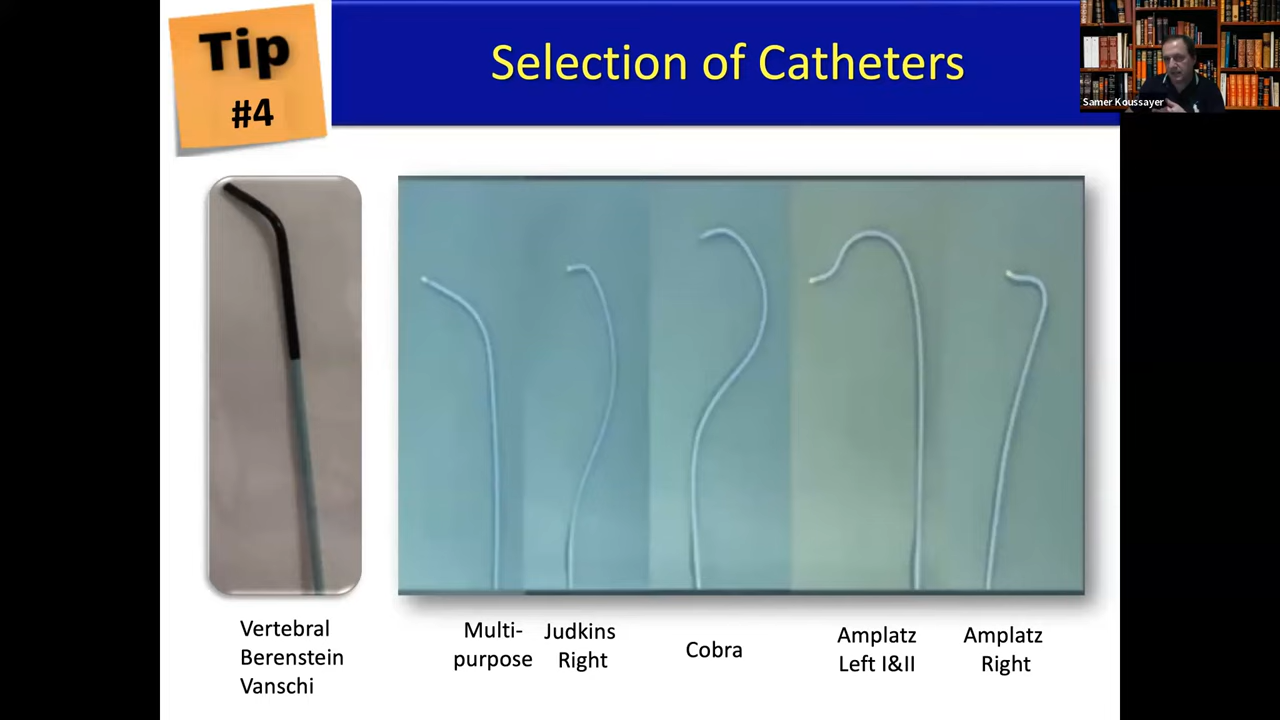 Tip
#4
Selection of Catheters
Samer Koussayer
Vertebral
Berenstein
Vanschi
Multi-
purpose
Judkins
Right
Cobra
Amplatz
Left I&II
Amplatz
Right